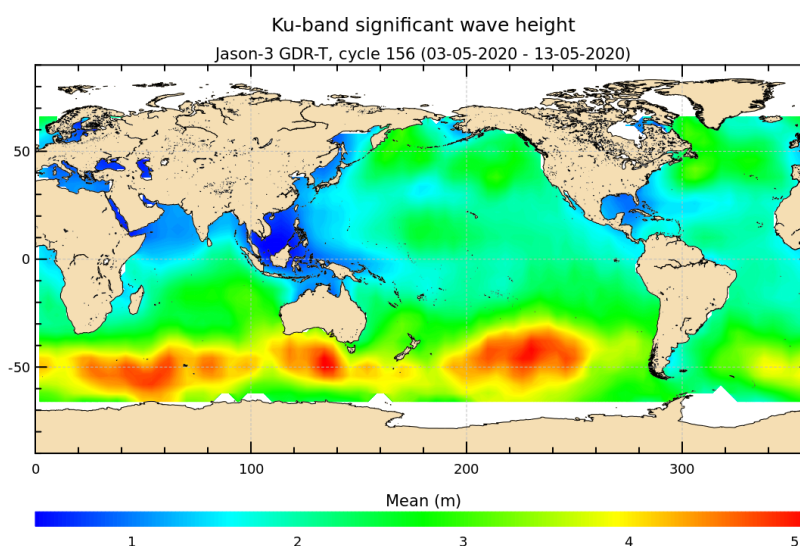 Ku-band significant wave height
Jason-3 GDR-T, cycle 156 (03-05-2020 - 13-05-2020)
50
0
-50
0 100 200 300
Mean (m)
1 2 3 4 5